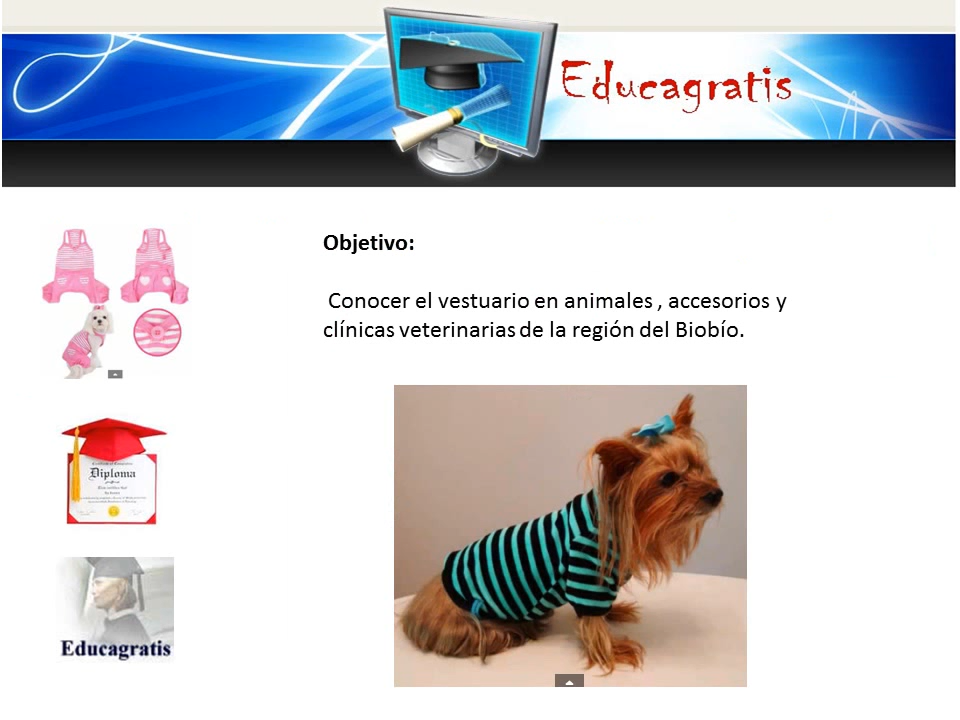 Educagratis
Objetivo:
Conocer el vestuario en animales , accesorios y
clínicas veterinarias de la región del Biobío.
Diploma
Educagratis